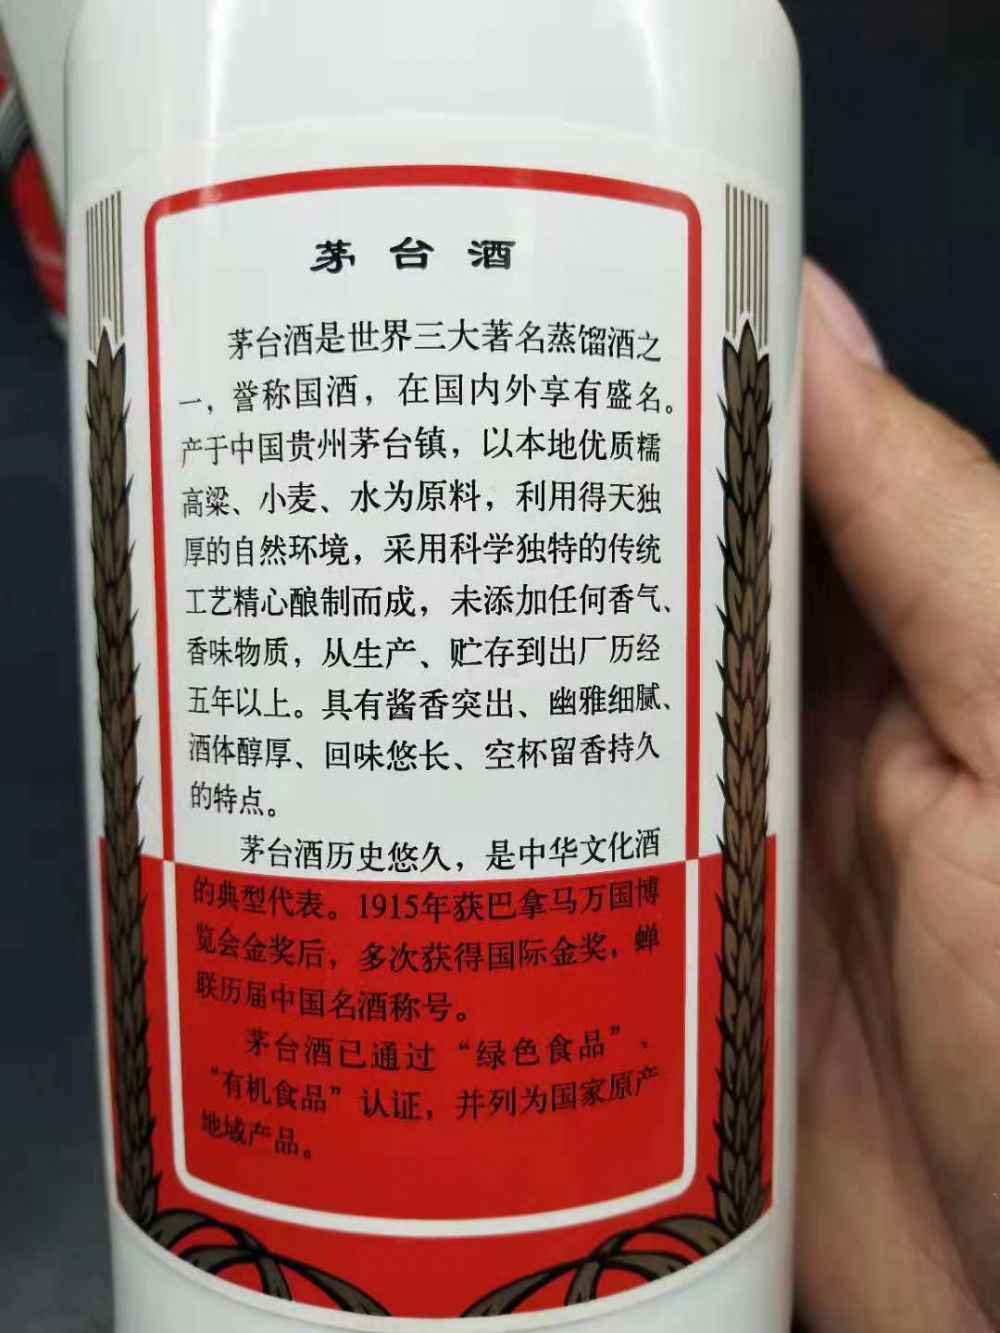 茅台酒
茅台酒是世界三大著名蒸馏酒之
一，誉称国酒，在国内外享有盛名。
产于中国贵州茅台镇，以本地优质糯
高粱、小麦、水为原料，利用得天独
厚的自然环境，采用科学独特的传统
工艺精心酿制而成，未添加任何香气、
香味物质，从生产、贮存到出厂历经
五年以上。具有酱香突出、幽雅细腻、
酒体醇厚、回味悠长、空杯留香持久
的特点。
茅台酒历史悠久，是中华文化酒
的典型代表。1915年获巴拿马万国博
览会金奖后，多次获得国际金奖，蝉
联历届中国名酒称号。
茅台酒已通过“绿色食品”、
“有机食品”认证，并列为国家原产
地域产品。